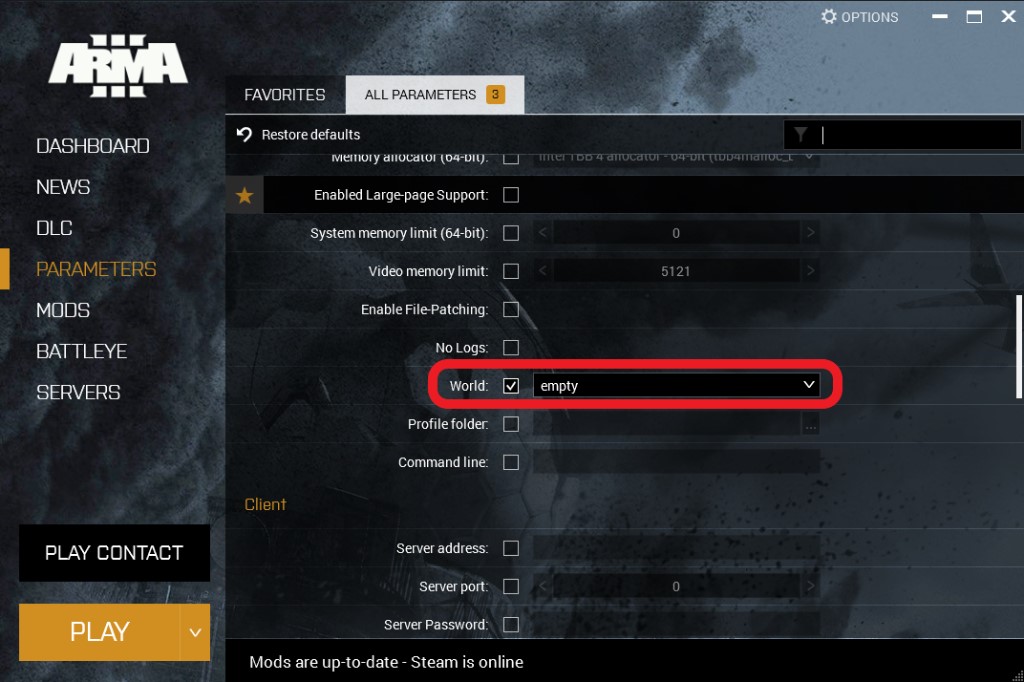 OPTIONS
ARMA III
FAVORITES
ALL PARAMETERS 3
Restore defaults
DASHBOARD
NEWS
DLC
PARAMETERS
MODS
BATTLEYE
SERVERS
PLAY CONTACT
PLAY
Memory allocator (64-bit): Intel TBB 4 allocator - 64-bit (tbb4malloc_b
Enabled Large-page Support:
System memory limit (64-bit): < 0 >
Video memory limit: < 5121 >
Enable File-Patching:
No Logs:
World: empty
Profile folder: ...
Command line:
Client
Server address:
Server port: < 0 >
Server Password:
Mods are up-to-date - Steam is online